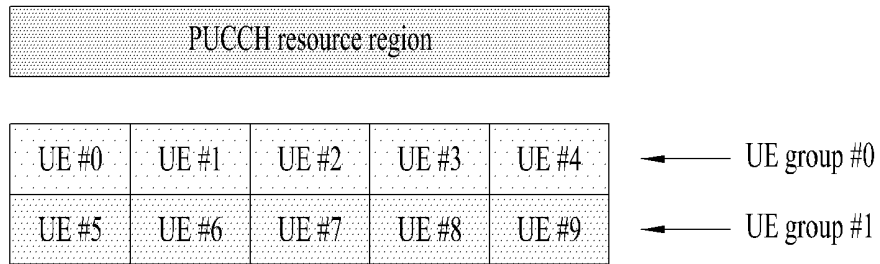 PUCCH resource region
UE #0 UE #1 UE #2 UE #3 UE #4 UE group #0
UE #5 UE #6 UE #7 UE #8 UE #9 UE group #1